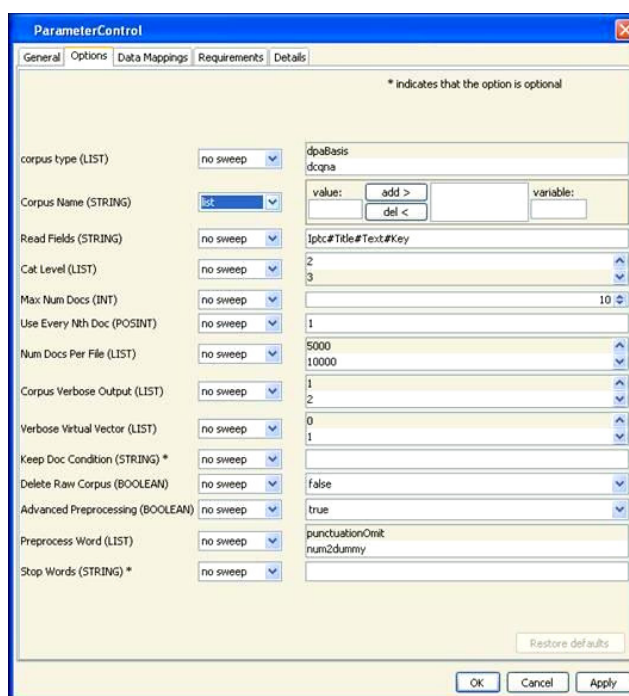 ParameterControl
General Options Data Mappings Requirements Details
* indicates that the option is optional
corpus type (LIST) no sweep dpaBasis
dcqna
Corpus Name (STRING) list value: add > variable:
del <
Read Fields (STRING) no sweep Iptc#Title#Text#Key
Cat Level (LIST) no sweep 2
3
Max Num Docs (INT) no sweep 10
Use Every Nth Doc (POSINT) no sweep 1
Num Docs Per File (LIST) no sweep 5000
10000
Corpus Verbose Output (LIST) no sweep 1
2
Verbose Virtual Vector (LIST) no sweep 0
1
Keep Doc Condition (STRING) * no sweep
Delete Raw Corpus (BOOLEAN) no sweep false
Advanced Preprocessing (BOOLEAN) no sweep true
Preprocess Word (LIST) no sweep punctuationOmit
num2dummy
Stop Words (STRING) * no sweep
Restore defaults
OK Cancel Apply